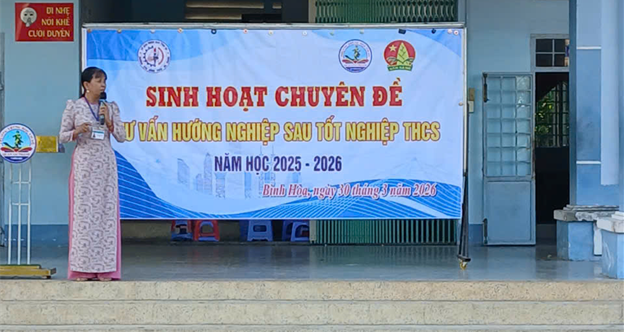 ĐI NHẸ
NÓI KHẼ
CƯỜI DUYÊN
SINH HOẠT CHUYÊN ĐỀ
Ư VẤN HƯỚNG NGHIỆP SAU TỐT NGHIỆP THCS
NĂM HỌC 2025 - 2026
Bình Hòa, ngày 30 tháng 3 năm 2026